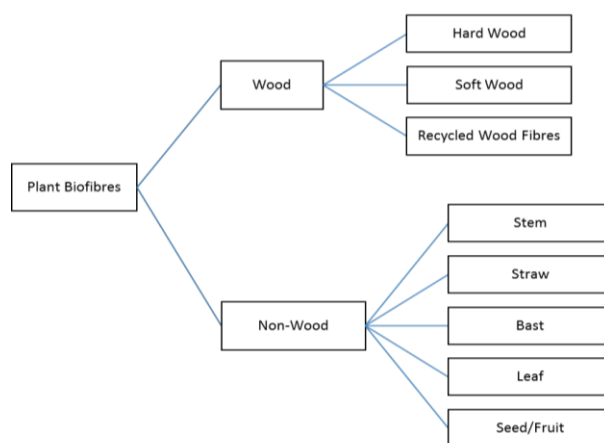 Plant Biofibres
Wood
Hard Wood
Soft Wood
Recycled Wood Fibres
Non-Wood
Stem
Straw
Bast
Leaf
Seed/Fruit